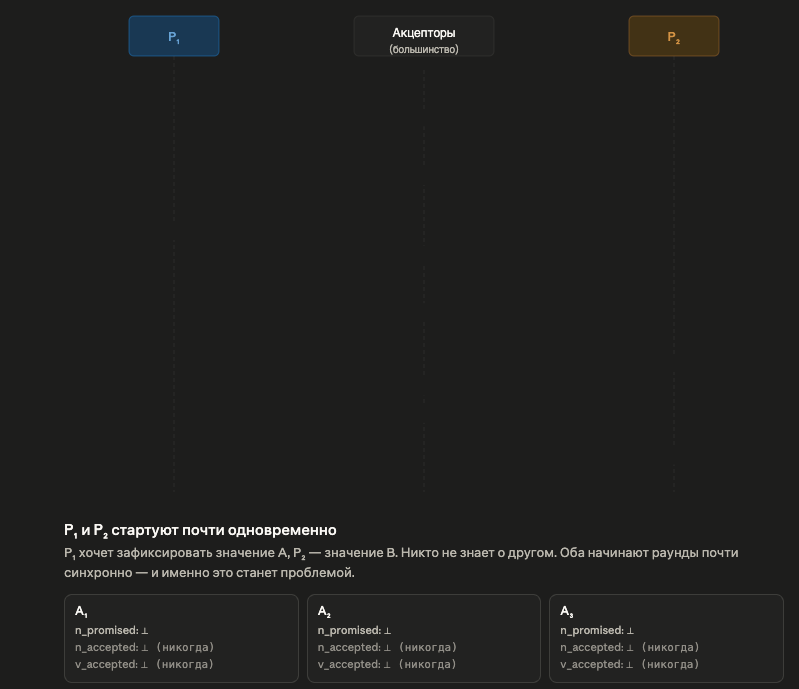 P₁
Акцепторы
(большинство)
P₂
P₁ и P₂ стартуют почти одновременно
P₁ хочет зафиксировать значение A, P₂ — значение B. Никто не знает о другом. Оба начинают раунды почти
синхронно — и именно это станет проблемой.
A₁
n_promised: ⊥
n_accepted: ⊥ (никогда)
v_accepted: ⊥ (никогда)
A₂
n_promised: ⊥
n_accepted: ⊥ (никогда)
v_accepted: ⊥ (никогда)
A₃
n_promised: ⊥
n_accepted: ⊥ (никогда)
v_accepted: ⊥ (никогда)